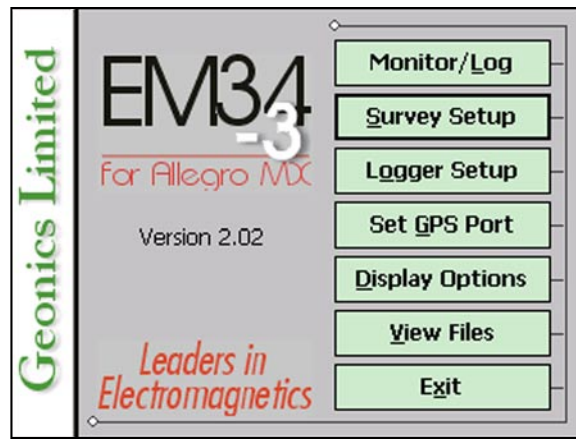 Geonics Limited
EM34
-3
for Allegro MX
Version 2.02
Leaders in
Electromagnetics
Monitor/Log
Survey Setup
Logger Setup
Set GPS Port
Display Options
View Files
Exit